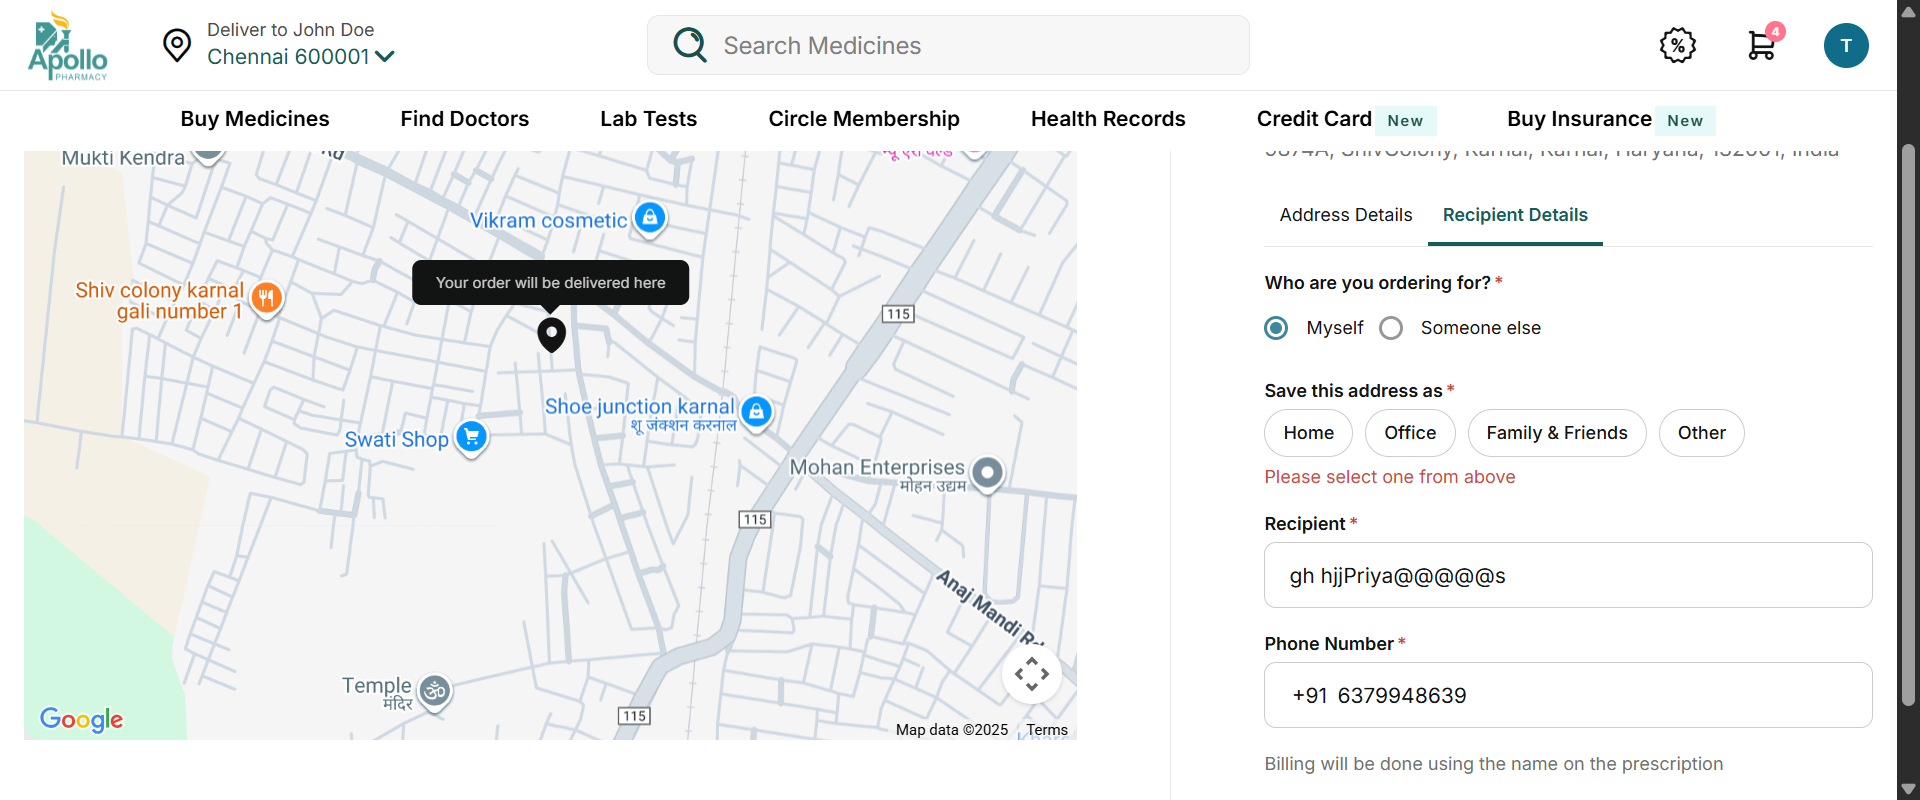 Apollo
PHARMACY
Deliver to John Doe
Chennai 600001
Search Medicines
%
4
T
Buy Medicines
Find Doctors
Lab Tests
Circle Membership
Health Records
Credit Card New
Buy Insurance New
Mukti Kendra
Rd
Vikram cosmetic
Your order will be delivered here
Shiv colony karnal
gali number 1
115
Shoe junction karnal
शू जंक्शन करनाल
Swati Shop
Mohan Enterprises
मोहन उद्यम
115
Anaj Mandi Rd
Temple
मंदिर
ॐ
115
Google
Map data ©2025
Terms
9874A, ShivColony, Karnal, Karnal, Haryana, 132001, India
Address Details
Recipient Details
Who are you ordering for? *
Myself
Someone else
Save this address as *
Home
Office
Family & Friends
Other
Please select one from above
Recipient *
gh hjjPriya@@@@@s
Phone Number *
+91 6379948639
Billing will be done using the name on the prescription